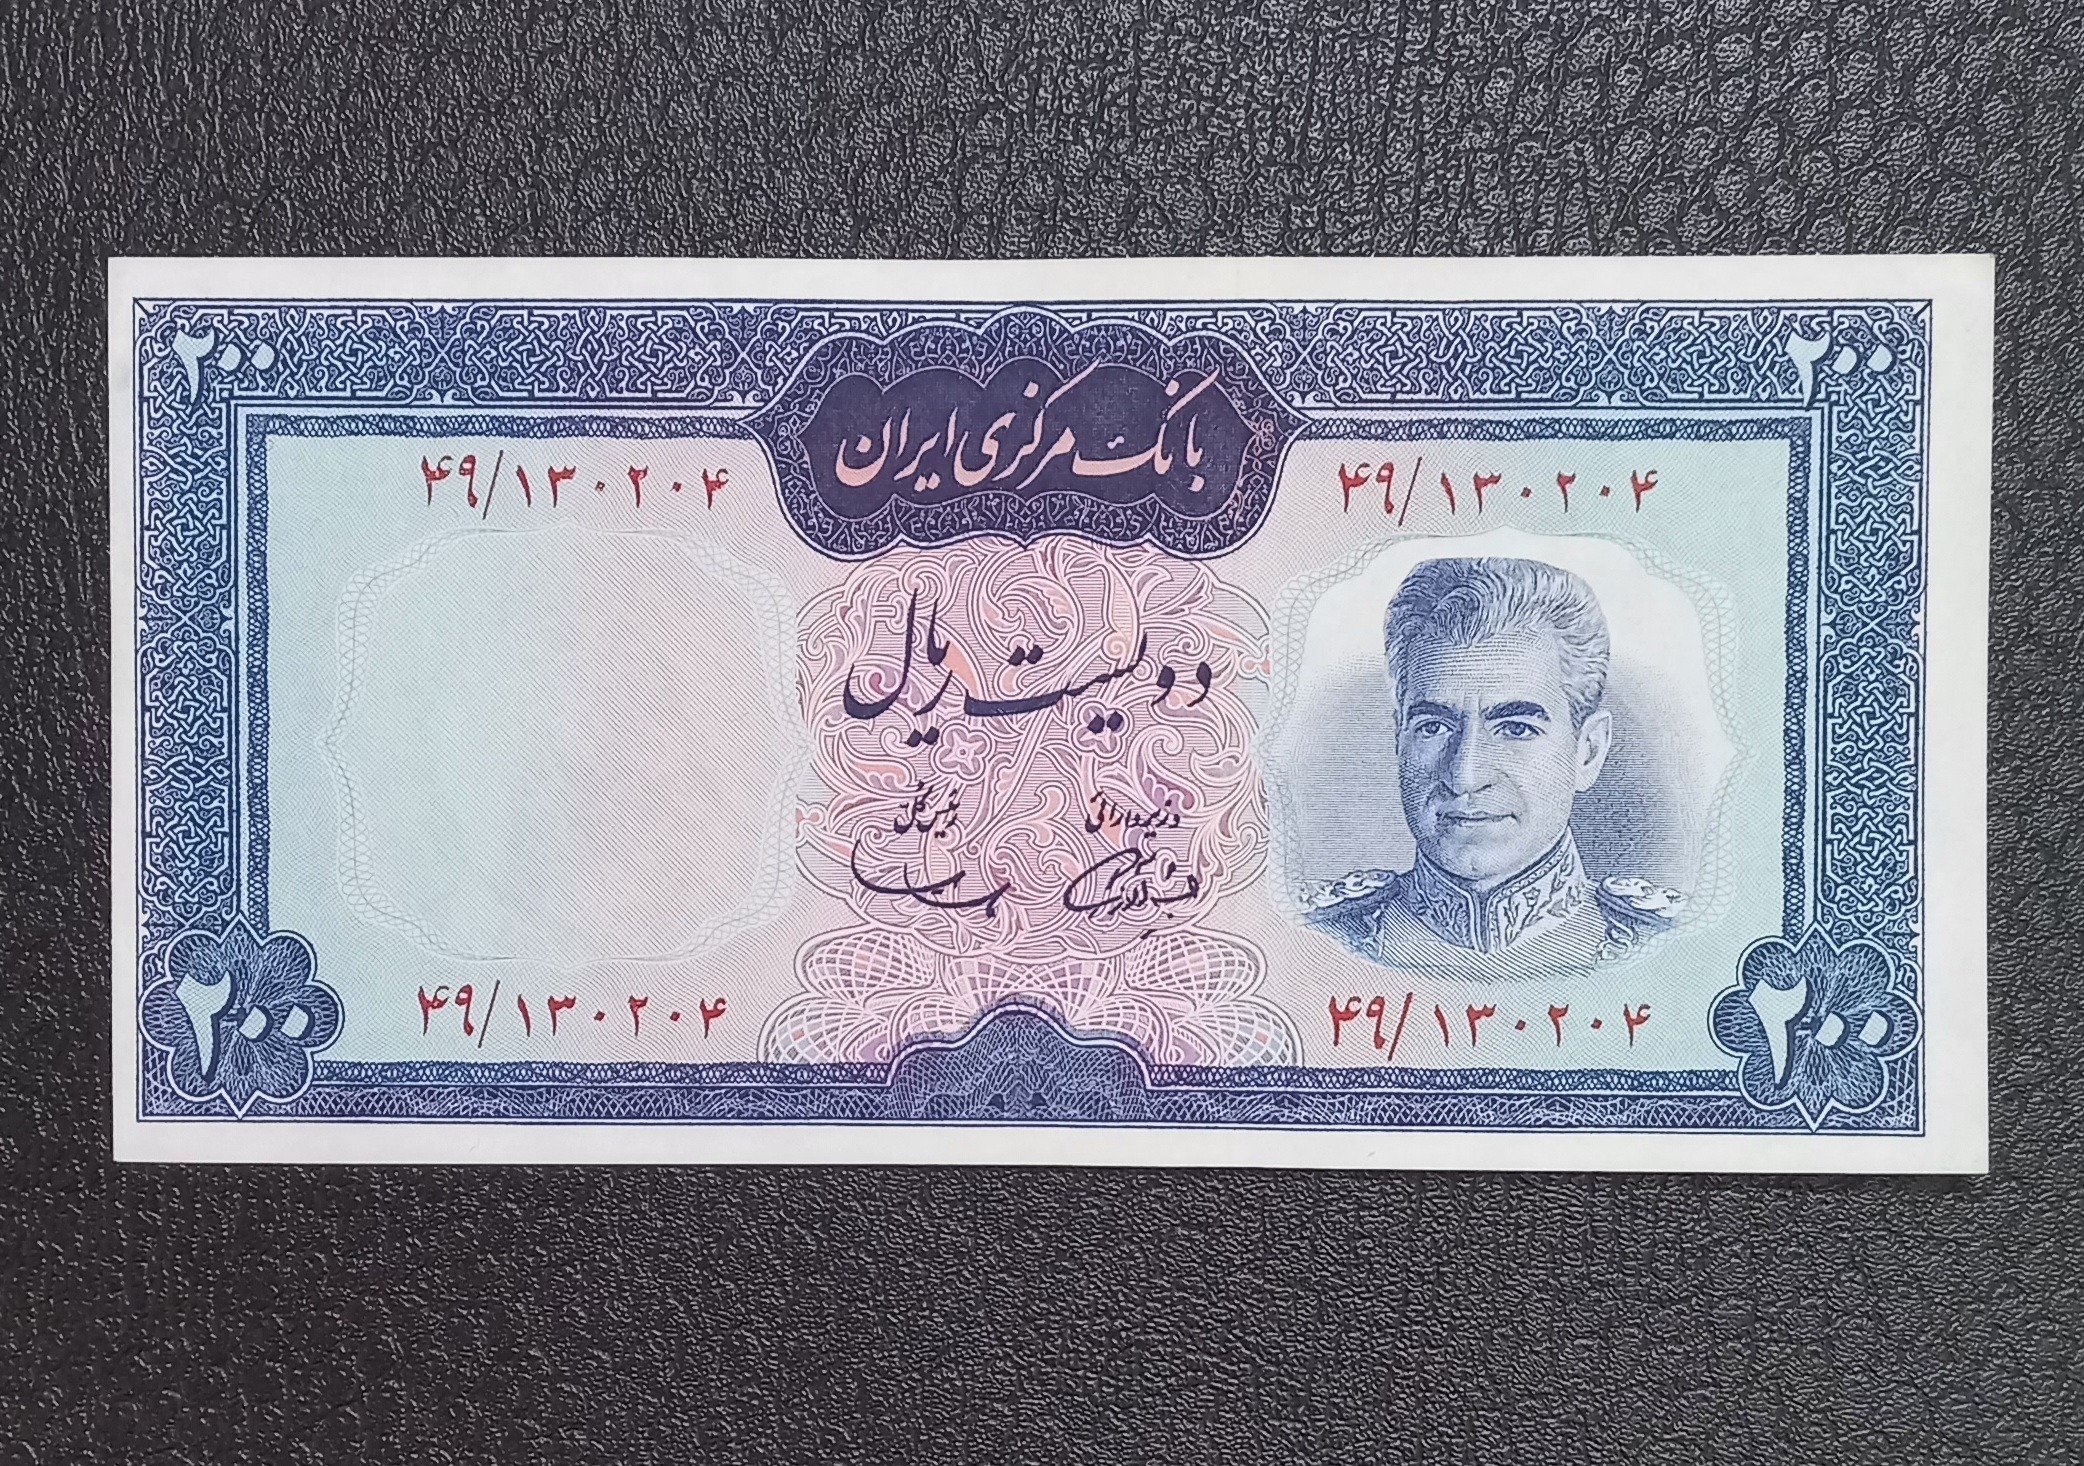 ۲۰۰
۲۰۰
بانک مرکزی ایران
۴۹/۱۳۰۲۰۴
۴۹/۱۳۰۲۰۴
دویست ریال
وزیر دارائی
رئیس کل
۴۹/۱۳۰۲۰۴
۴۹/۱۳۰۲۰۴
۲۰۰
۲۰۰